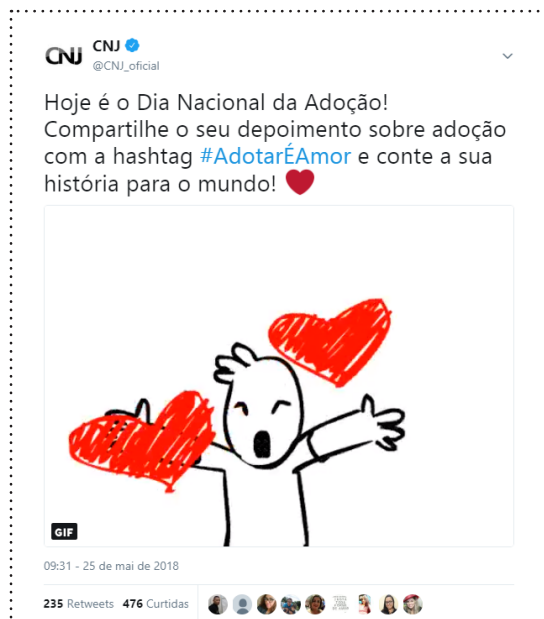 CNJ CNJ
@CNJ_oficial
Hoje é o Dia Nacional da Adoção!
Compartilhe o seu depoimento sobre adoção
com a hashtag #AdotarÉAmor e conte a sua
história para o mundo! ❤
GIF
09:31 - 25 de mai de 2018
235 Retweets 476 Curtidas